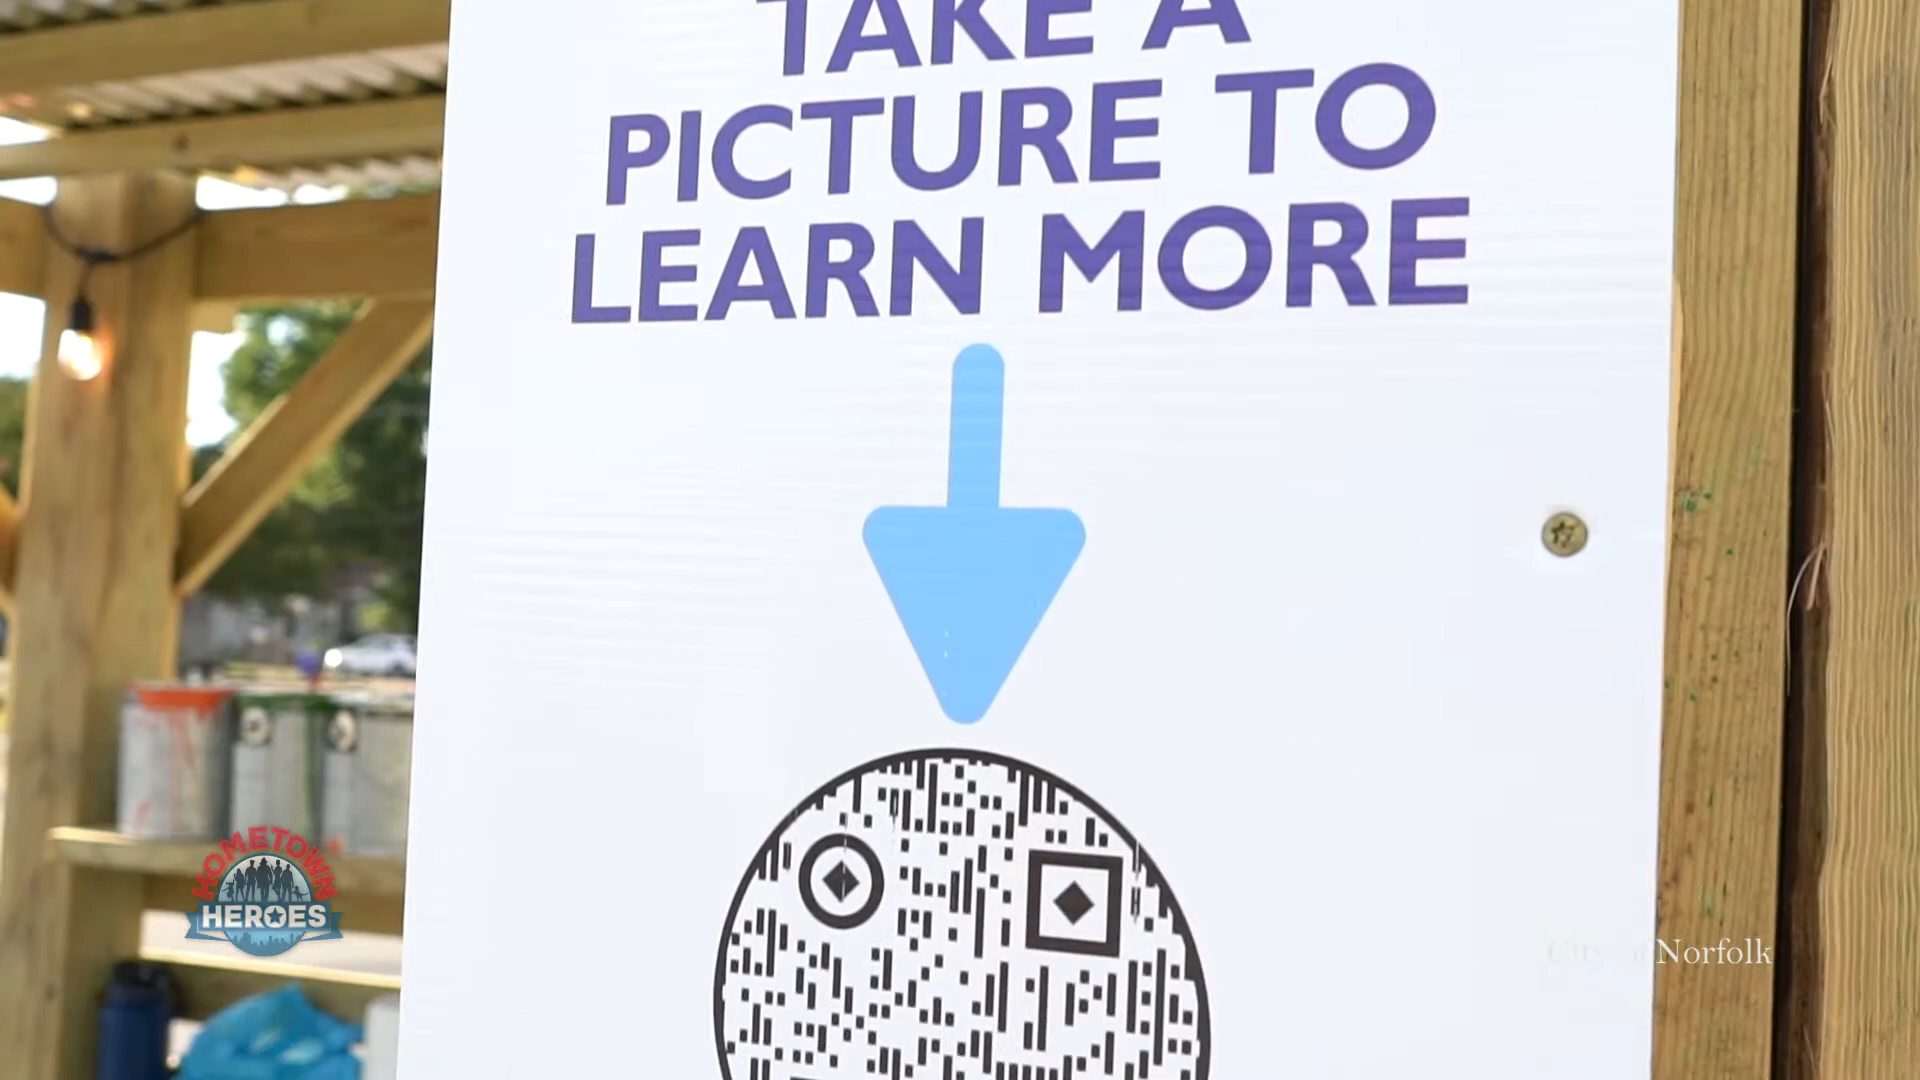 TAKE A
PICTURE TO
LEARN MORE
HOMETOWN
HEROES
City of Norfolk